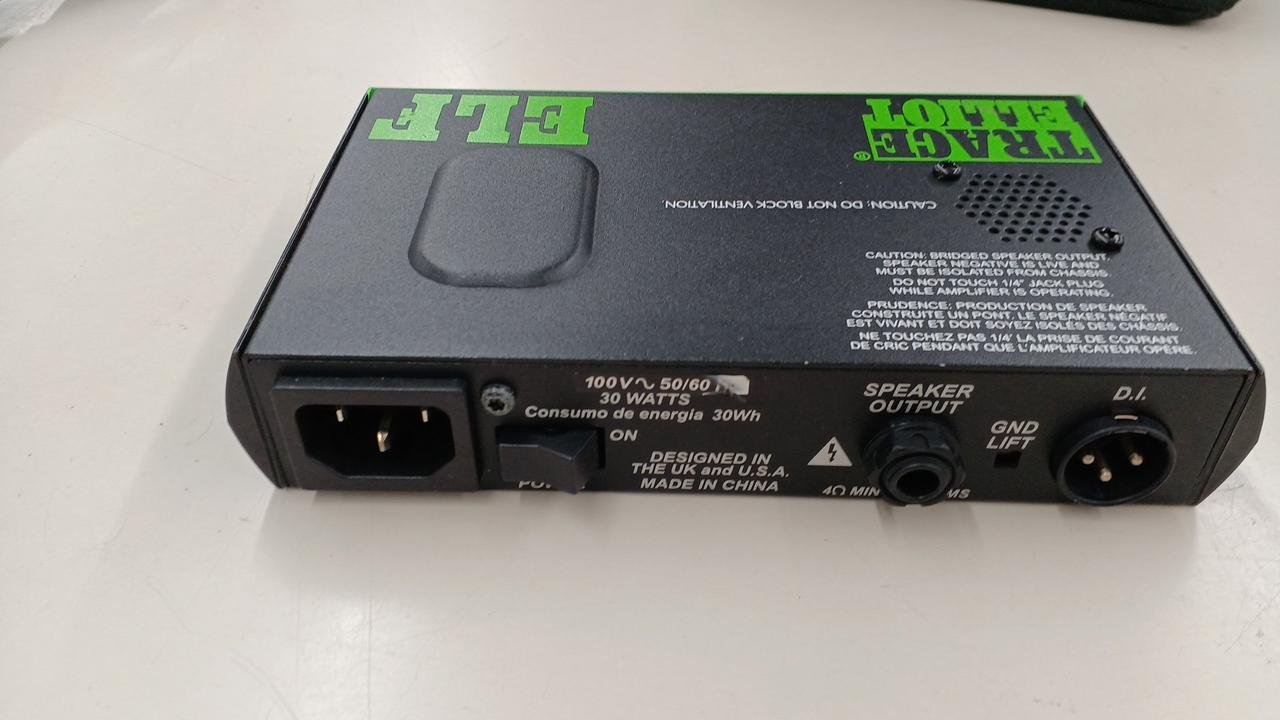 ELF
TRACE
ELLIOT
®
CAUTION: DO NOT BLOCK VENTILATION.
CAUTION: BRIDGED SPEAKER OUTPUT,
SPEAKER NEGATIVE IS LIVE AND
MUST BE ISOLATED FROM CHASSIS.
DO NOT TOUCH 1/4" JACK PLUG
WHILE AMPLIFIER IS OPERATING.
PRUDENCE: PRODUCTION DE SPEAKER
CONSTRUITE UN PONT. LE SPEAKER NÉGATIF
EST VIVANT ET DOIT SOYEZ ISOLÉS DES CHÂSSIS.
NE TOUCHEZ PAS 1/4' LA PRISE DE COURANT
DE CRIC PENDANT QUE L'AMPLIFICATEUR OPÈRE.
100V∿ 50/60
30 WATTS
Consumo de energia 30Wh
ON
DESIGNED IN
THE UK and U.S.A.
MADE IN CHINA
SPEAKER
OUTPUT
4Ω MIN
GND
LIFT
D.I.